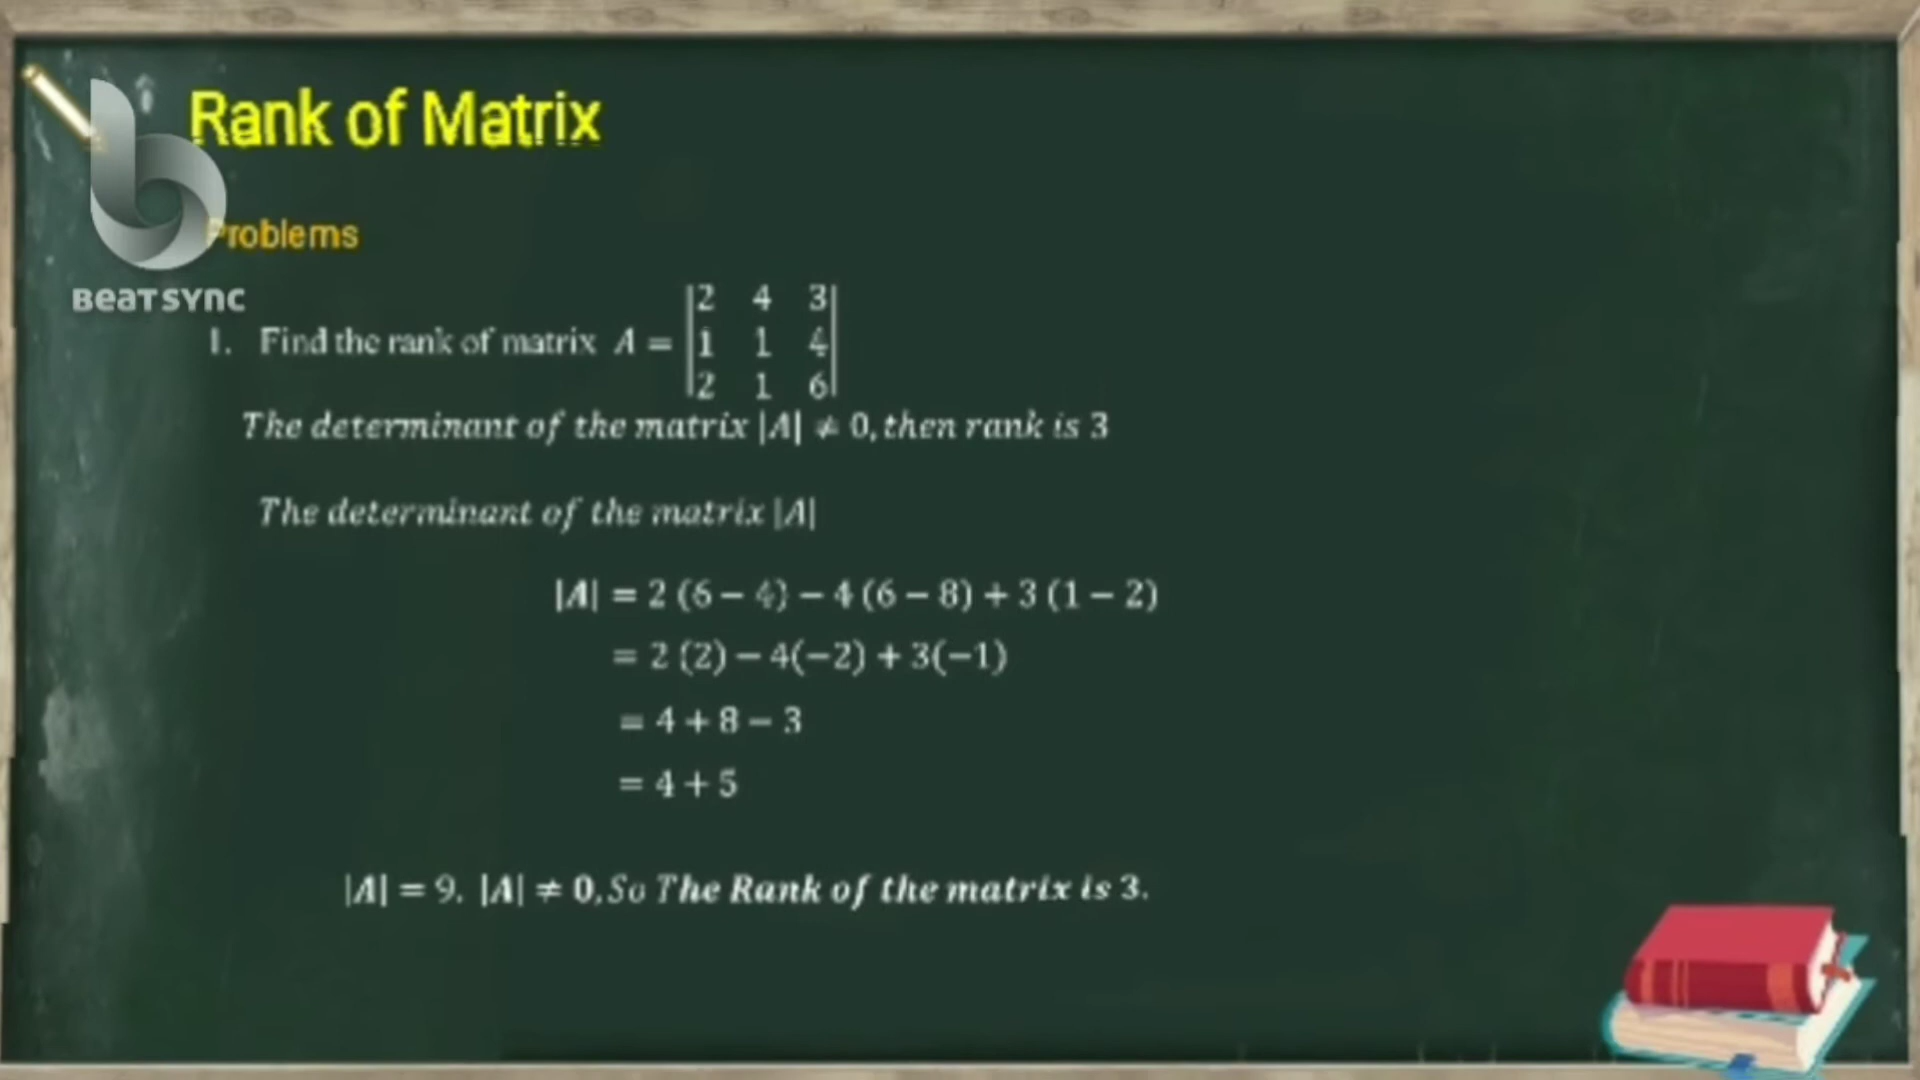 Rank of Matrix
Problems
BEATSYNC
1. Find the rank of matrix A = |2 4 3|
|1 1 4|
|2 1 6|
The determinant of the matrix |A| ≠ 0, then rank is 3
The determinant of the matrix |A|
|A| = 2 (6 − 4) − 4 (6 − 8) + 3 (1 − 2)
= 2 (2) − 4(−2) + 3(−1)
= 4 + 8 − 3
= 4 + 5
|A| = 9. |A| ≠ 0, So The Rank of the matrix is 3.